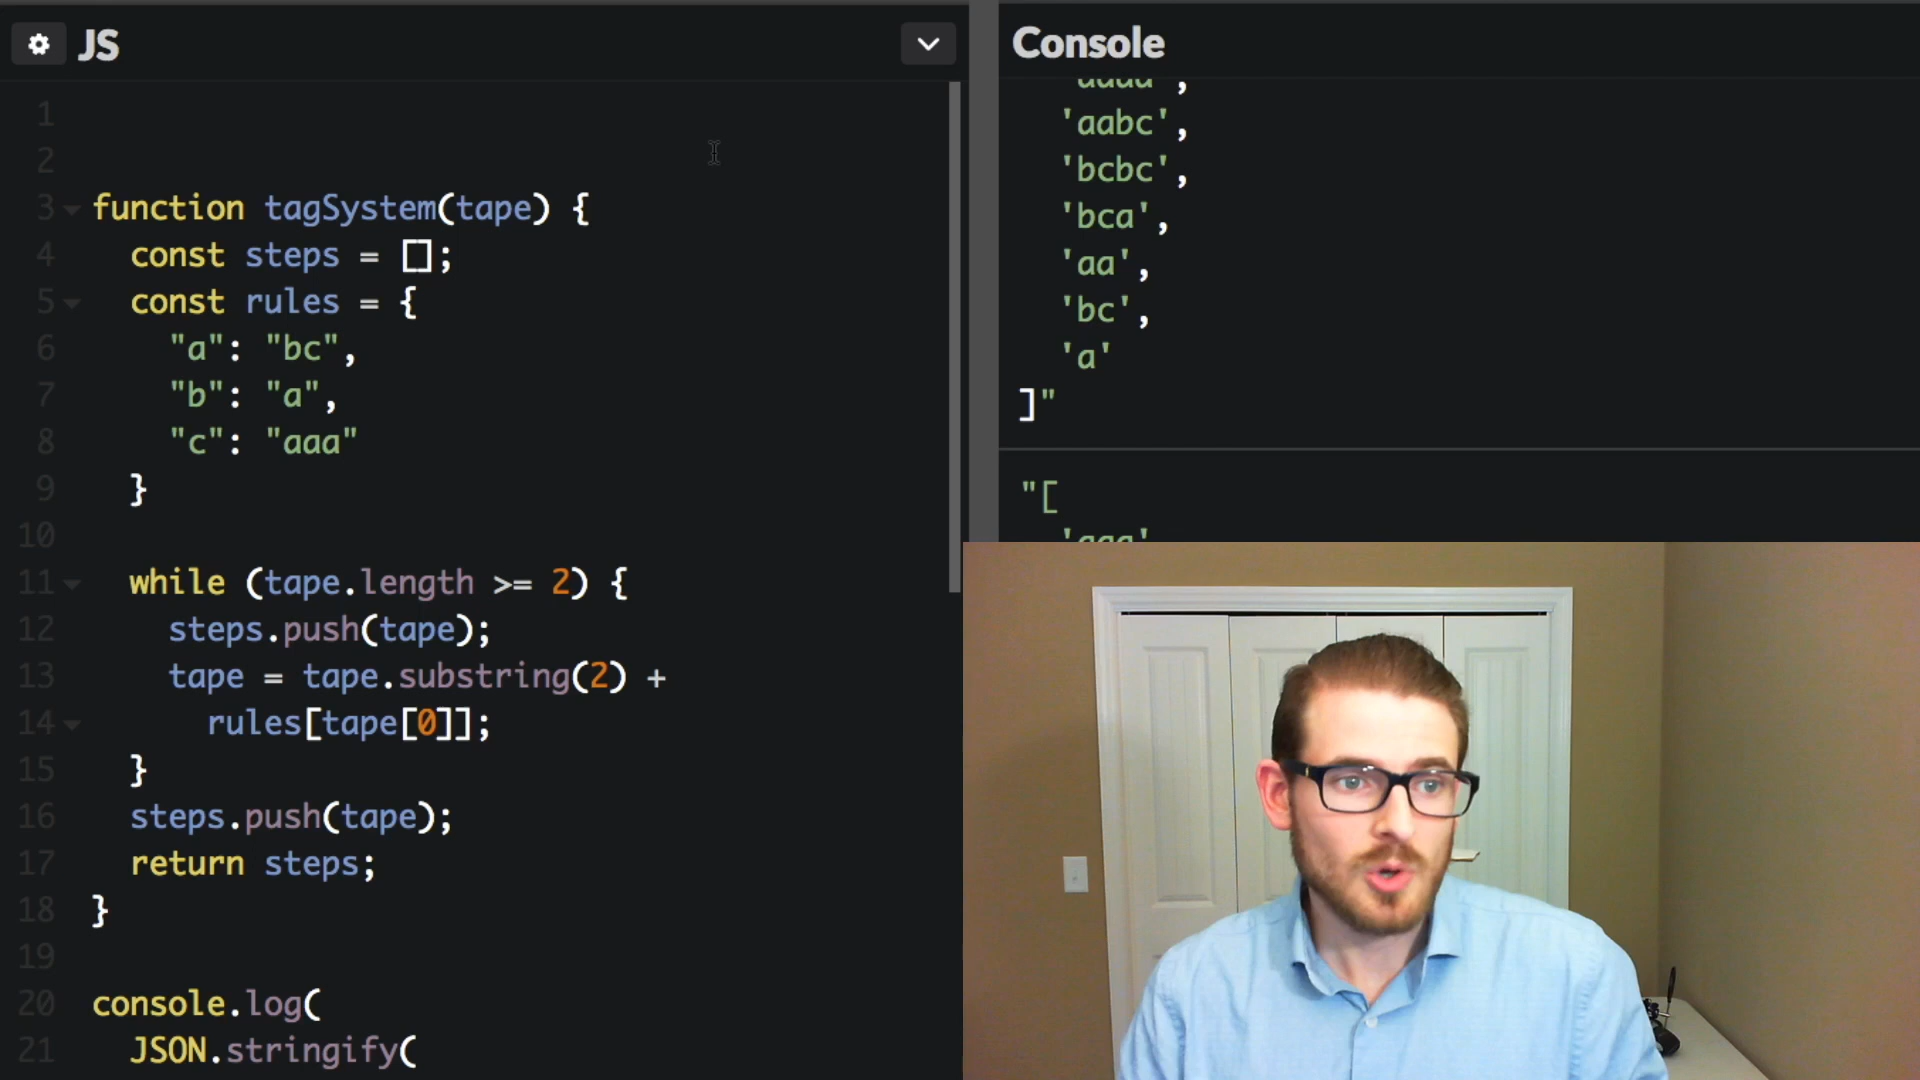 JS
1
2
3 function tagSystem(tape) {
4 const steps = [];
5 const rules = {
6 "a": "bc",
7 "b": "a",
8 "c": "aaa"
9 }
10
11 while (tape.length >= 2) {
12 steps.push(tape);
13 tape = tape.substring(2) +
14 rules[tape[0]];
15 }
16 steps.push(tape);
17 return steps;
18 }
19
20 console.log(
21 JSON.stringify(
Console
'aaaa',
'aabc',
'bcbc',
'bca',
'aa',
'bc',
'a'
]"
"[
'aaa'